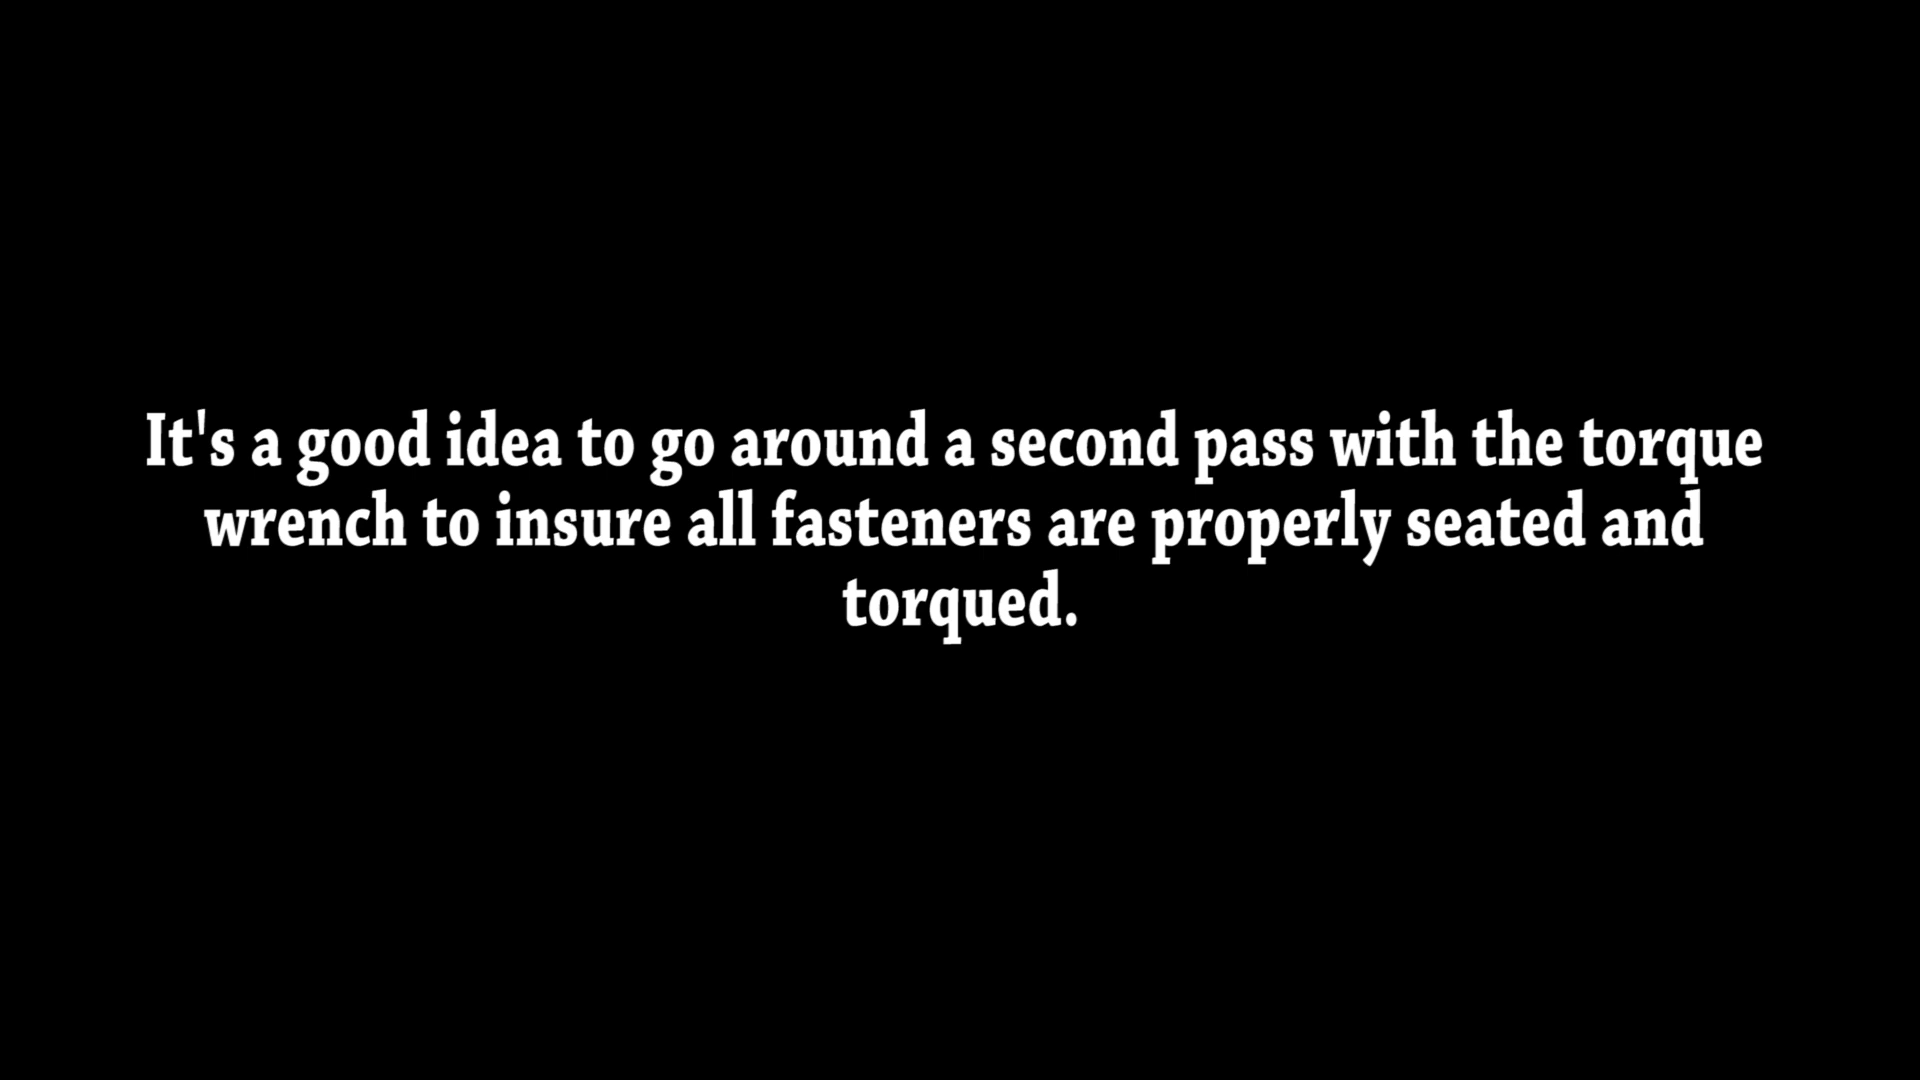 It's a good idea to go around a second pass with the torque
wrench to insure all fasteners are properly seated and
torqued.